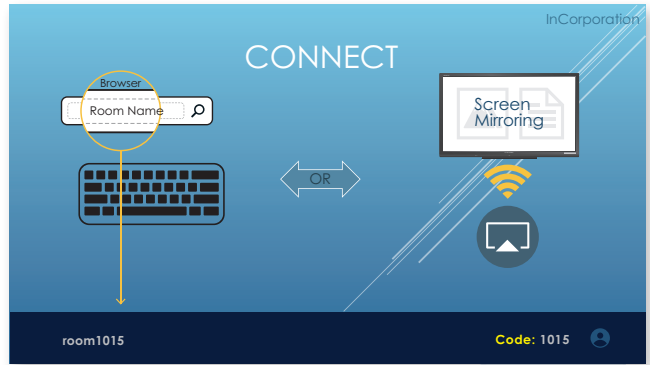 InCorporation
CONNECT
Browser
Room Name
Screen
Mirroring
OR
room1015
Code: 1015